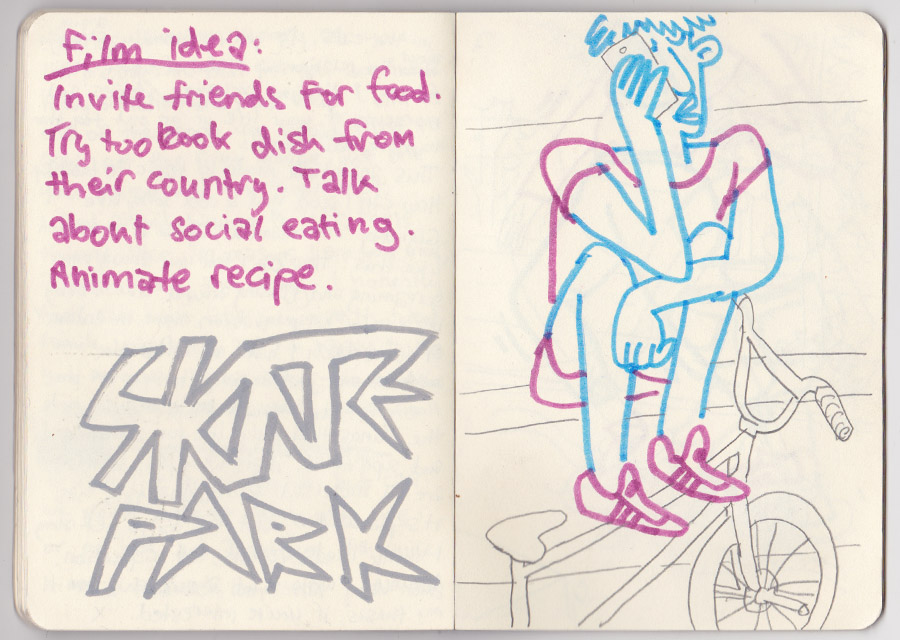 Film idea:
Invite friends for food.
Try too cook dish from
their country. Talk
about social eating.
Animate recipe.
SKATE
PARK